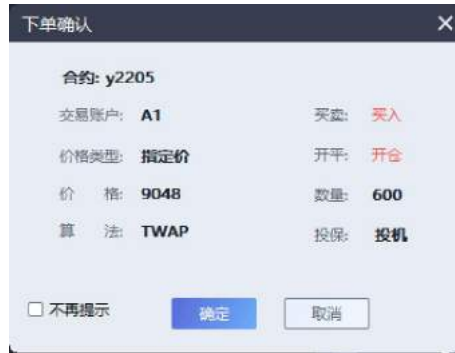 下单确认
合约: y2205
交易账户: A1 买卖: 买入
价格类型: 指定价 开平: 开仓
价 格: 9048 数量: 600
算 法: TWAP 投保: 投机
不再提示 确定 取消